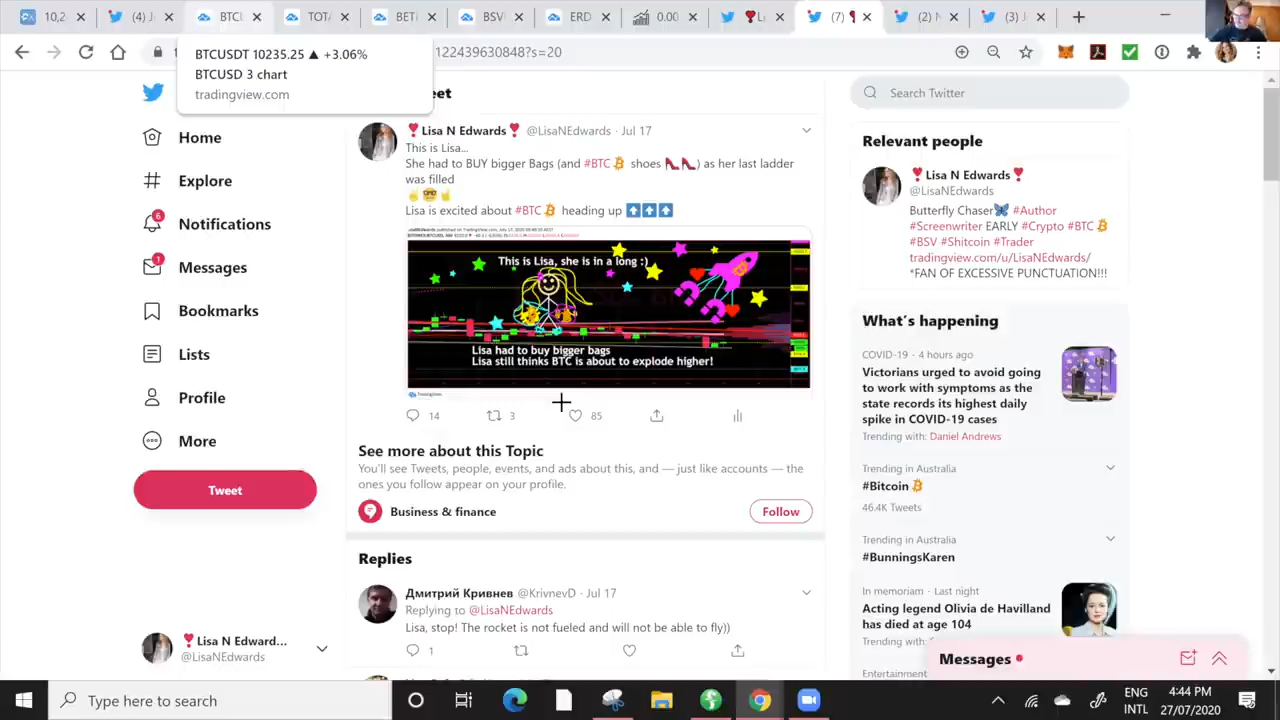 10,2
(4) J
BTCI
TOTA
BETI
BSVI
ERD
0.00
❣️Li
(7) ❣
(2) N
(3) J
122439630848?s=20
BTCUSDT 10235.25 ▲ +3.06%
BTCUSD 3 chart
tradingview.com
eet
Search Twitter
Home
Explore
6
Notifications
1
Messages
Bookmarks
Lists
Profile
More
Tweet
❣️Lisa N Edwards❣️ @LisaNEdwards · Jul 17
This is Lisa...
She had to BUY bigger Bags (and #BTC shoes 👠👠) as her last ladder
was filled
✌️🤓🤘
Lisa is excited about #BTC heading up ⬆️⬆️⬆️
This is Lisa, she is in a long :)
Lisa had to buy bigger bags
Lisa still thinks BTC is about to explode higher!
TradingView
14
3
85
See more about this Topic
You'll see Tweets, people, events, and ads about this, and — just like accounts — the
ones you follow appear on your profile.
Business & finance
Follow
Replies
Дмитрий Кривнев @KrivnevD · Jul 17
Replying to @LisaNEdwards
Lisa, stop! The rocket is not fueled and will not be able to fly))
1
Relevant people
❣️Lisa N Edwards❣️
@LisaNEdwards
Butterfly Chaser🦋 #Author
#Screenwriter EARLY #Crypto #BTC
#BSV #Shitcoin #Trader
tradingview.com/u/LisaNEdwards/
*FAN OF EXCESSIVE PUNCTUATION!!!
What's happening
COVID-19 · 4 hours ago
Victorians urged to avoid going
to work with symptoms as the
state records its highest daily
spike in COVID-19 cases
Trending with: Daniel Andrews
Trending in Australia
#Bitcoin
46.4K Tweets
Trending in Australia
#BunningsKaren
In memoriam · Last night
Acting legend Olivia de Havilland
has died at age 104
Trending with:
Entertainment
Messages
❣️Lisa N Edward...
@LisaNEdwards
Type here to search
ENG
INTL
4:44 PM
27/07/2020